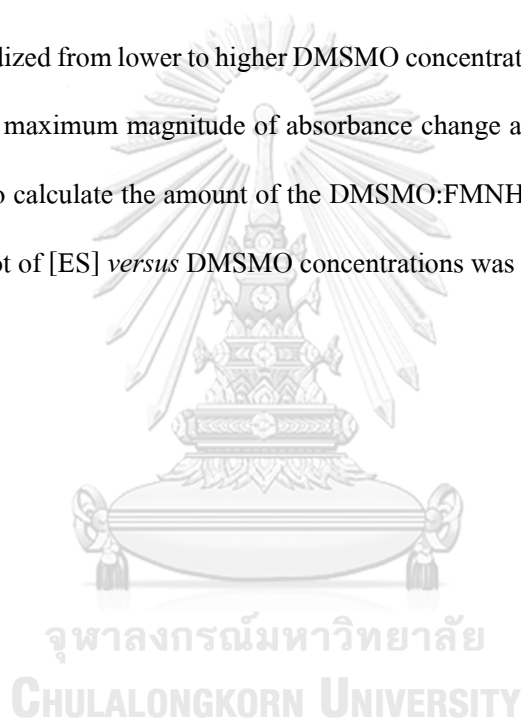 dized from lower to higher DMSMO concentrat
maximum magnitude of absorbance change a
o calculate the amount of the DMSMO:FMNH
ot of [ES] versus DMSMO concentrations was
จุฬาลงกรณ์มหาวิทยาลัย
CHULALONGKORN UNIVERSITY